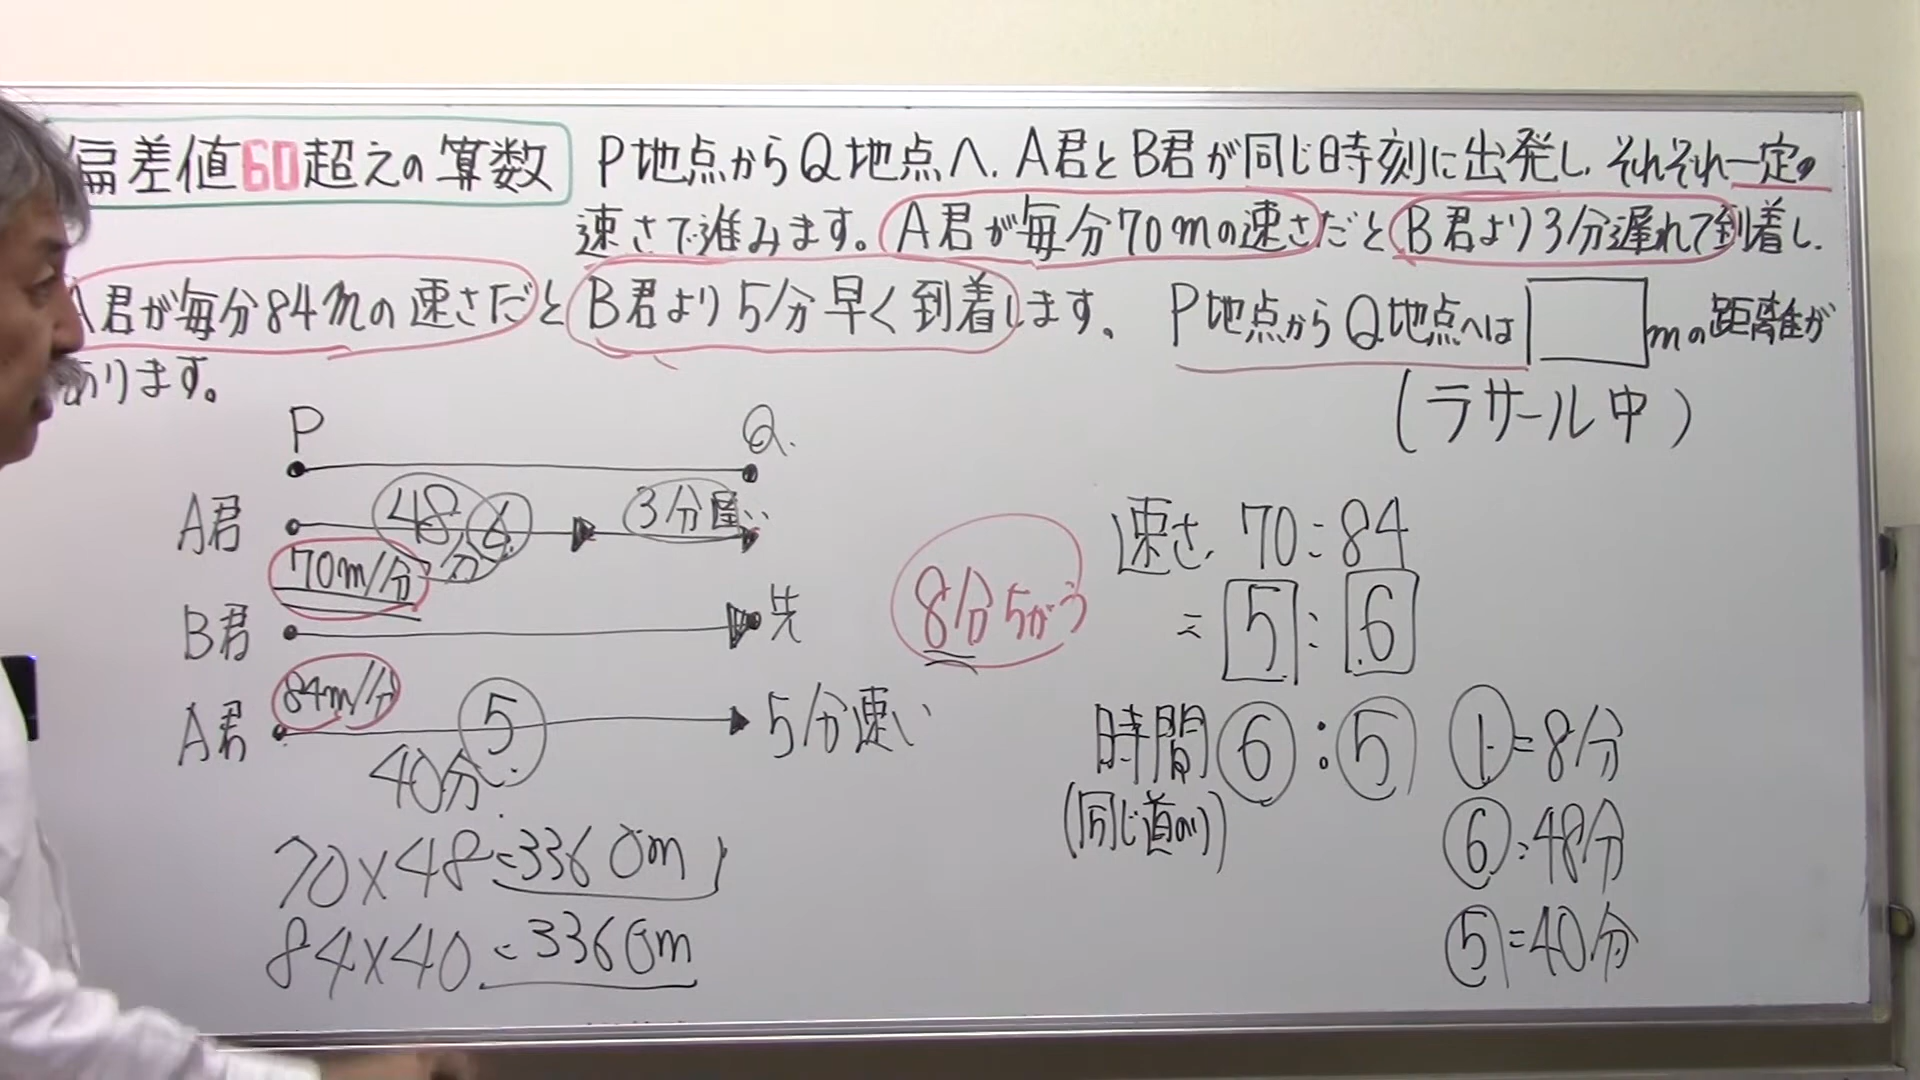 偏差値60超えの算数
P地点からQ地点へ、A君とB君が同じ時刻に出発し、それぞれ一定の
速さで進みます。A君が毎分70mの速さだとB君より3分遅れて到着し、
A君が毎分84mの速さだとB君より5分早く到着します。P地点からQ地点へは□mの距離が
あります。
(ラサール中)
P Q
A君 48 ⑥ 3分遅い
70m/分 分
B君 先
84m/分
A君 ⑤ 5分速い
40分
70×48=3360m
84×40=3360m
8分ちがう
速さ 70:84
=5:6
時間⑥:⑤ ①=8分
(同じ道のり)
⑥=48分
⑤=40分